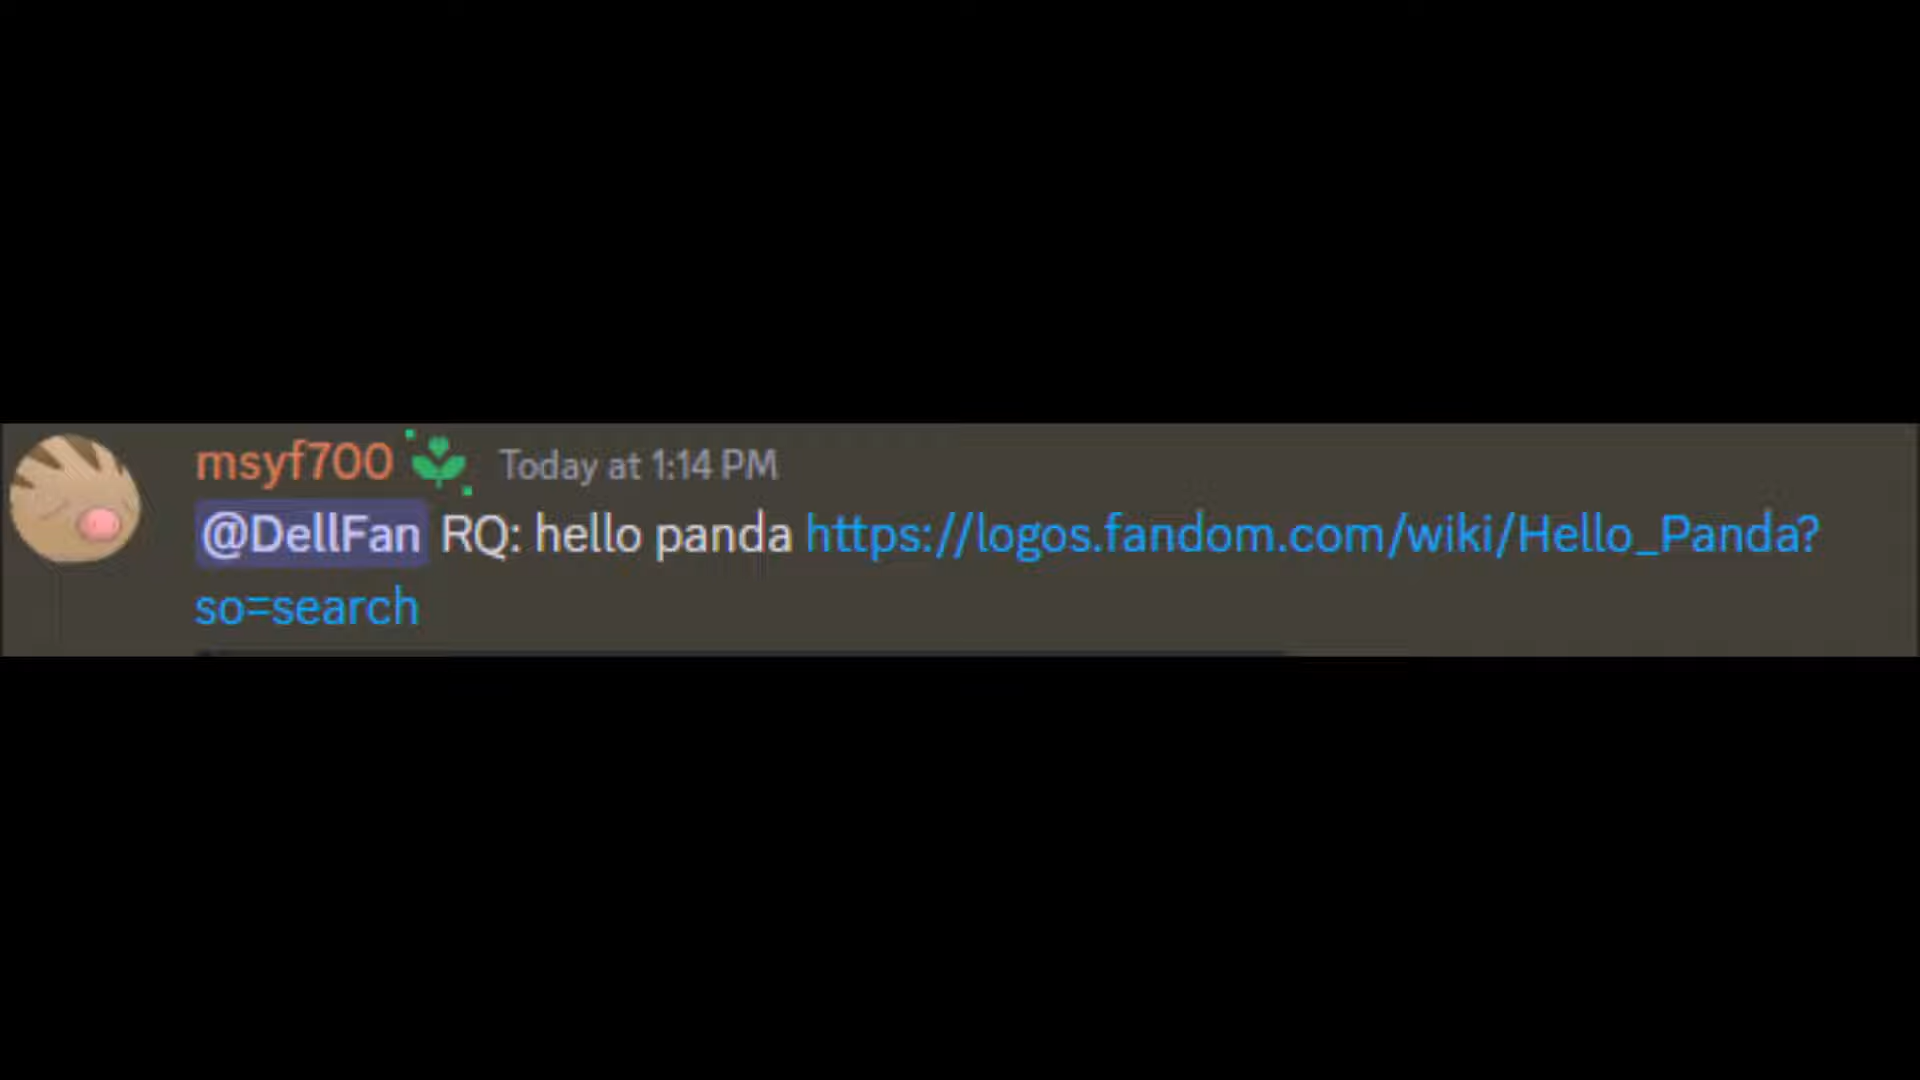 msyf700 Today at 1:14 PM
@DellFan RQ: hello panda https://logos.fandom.com/wiki/Hello_Panda?
so=search